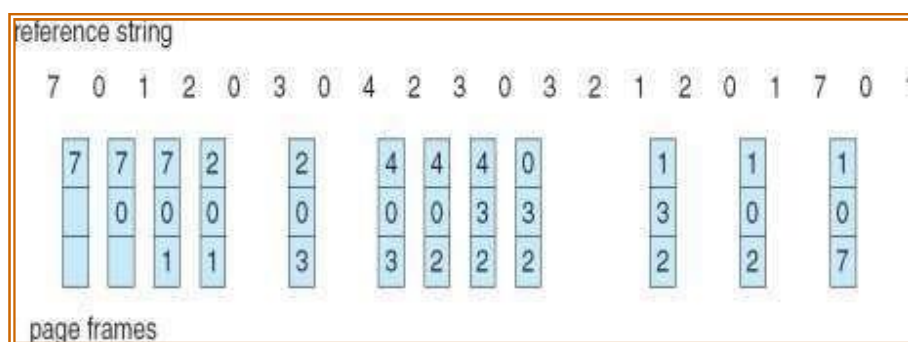 reference string
7 0 1 2 0 3 0 4 2 3 0 3 2 1 2 0 1 7 0
7 7 7 2 2 4 4 4 0 1 1 1
0 0 0 0 0 0 3 3 3 0 0
1 1 3 3 2 2 2 2 2 7
page frames